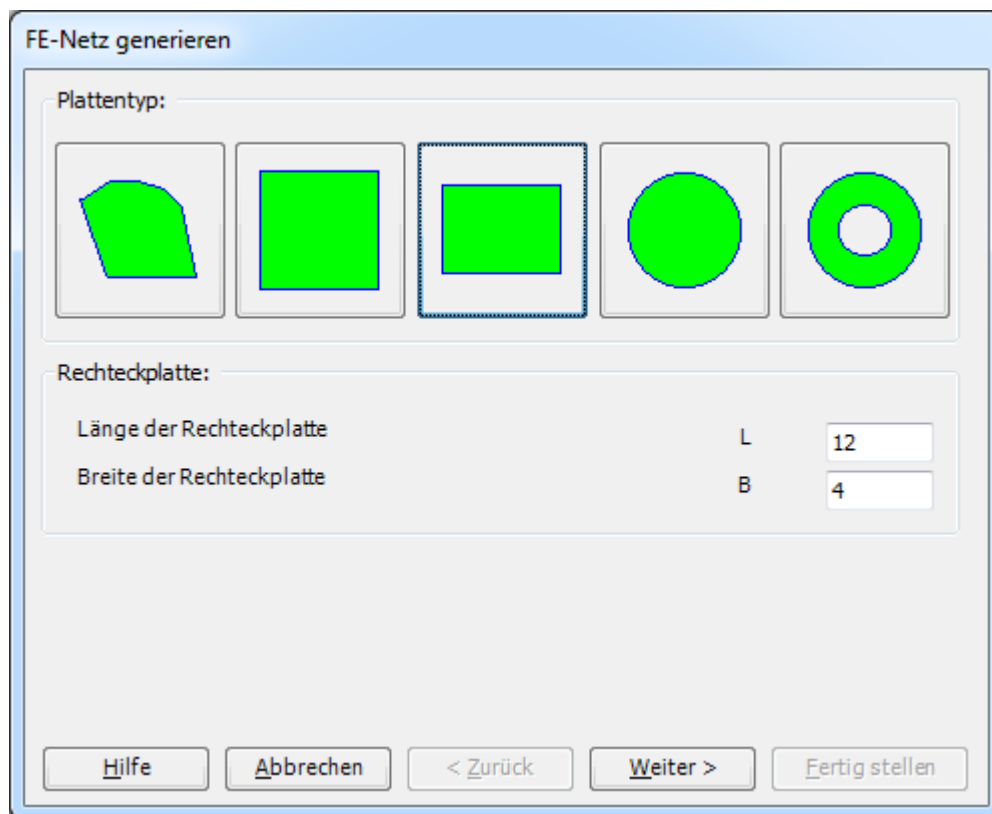 FE-Netz generieren
Plattentyp:
Rechteckplatte:
Länge der Rechteckplatte L 12
Breite der Rechteckplatte B 4
Hilfe Abbrechen < Zurück Weiter > Fertig stellen